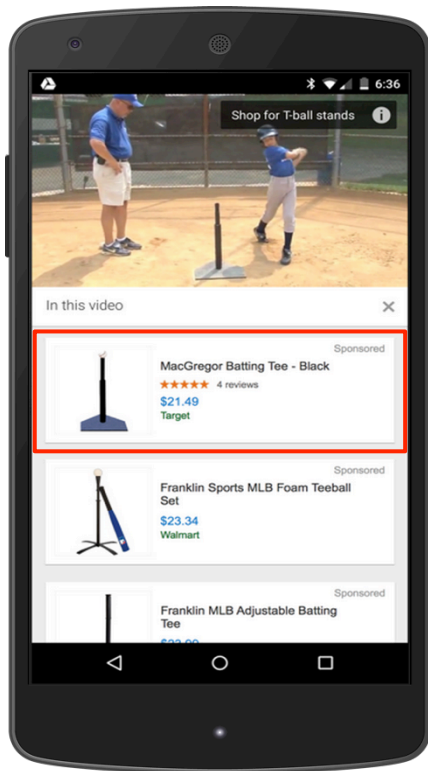 6:36
Shop for T-ball stands
In this video
Sponsored
MacGregor Batting Tee - Black
4 reviews
$21.49
Target
Sponsored
Franklin Sports MLB Foam Teeball
Set
$23.34
Walmart
Sponsored
Franklin MLB Adjustable Batting
Tee